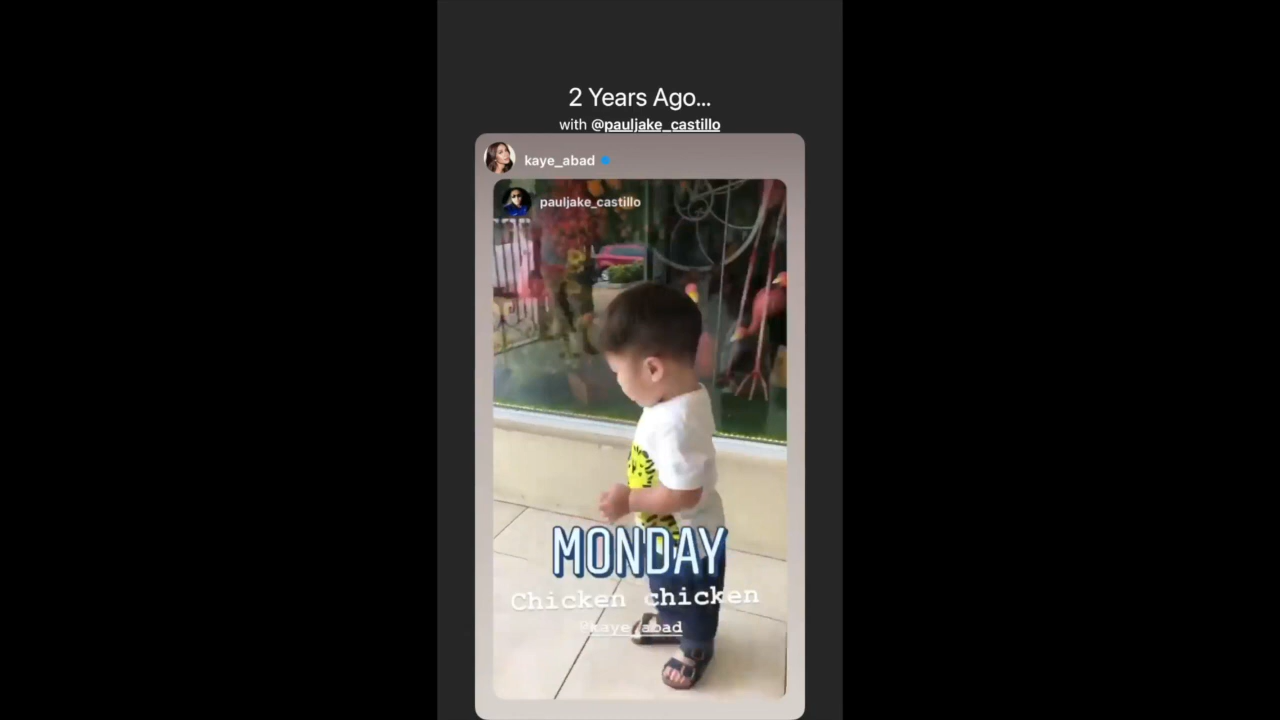 2 Years Ago...
with @pauljake_castillo
kaye_abad
pauljake_castillo
MONDAY
Chicken chicken
@kaye_abad